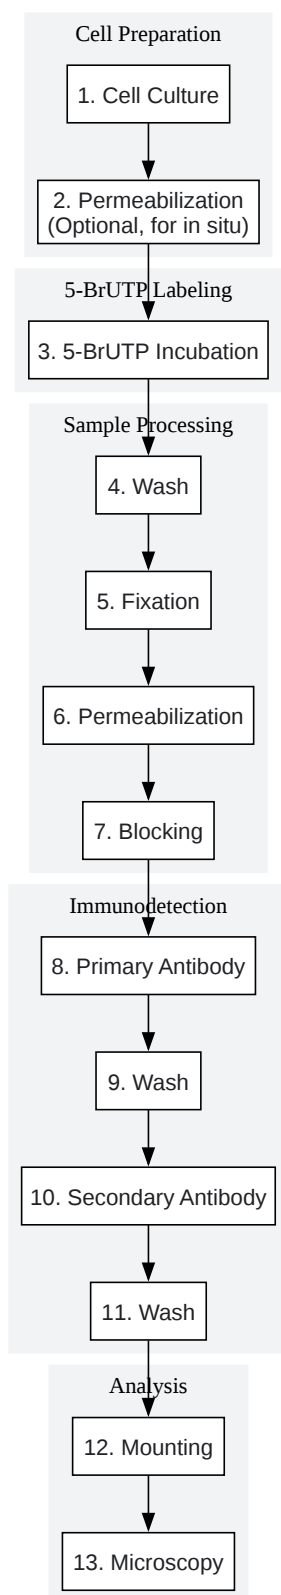 Cell Preparation
1. Cell Culture
2. Permeabilization
(Optional, for in situ)
5-BrUTP Labeling
3. 5-BrUTP Incubation
Sample Processing
4. Wash
5. Fixation
6. Permeabilization
7. Blocking
Immunodetection
8. Primary Antibody
9. Wash
10. Secondary Antibody
11. Wash
Analysis
12. Mounting
13. Microscopy